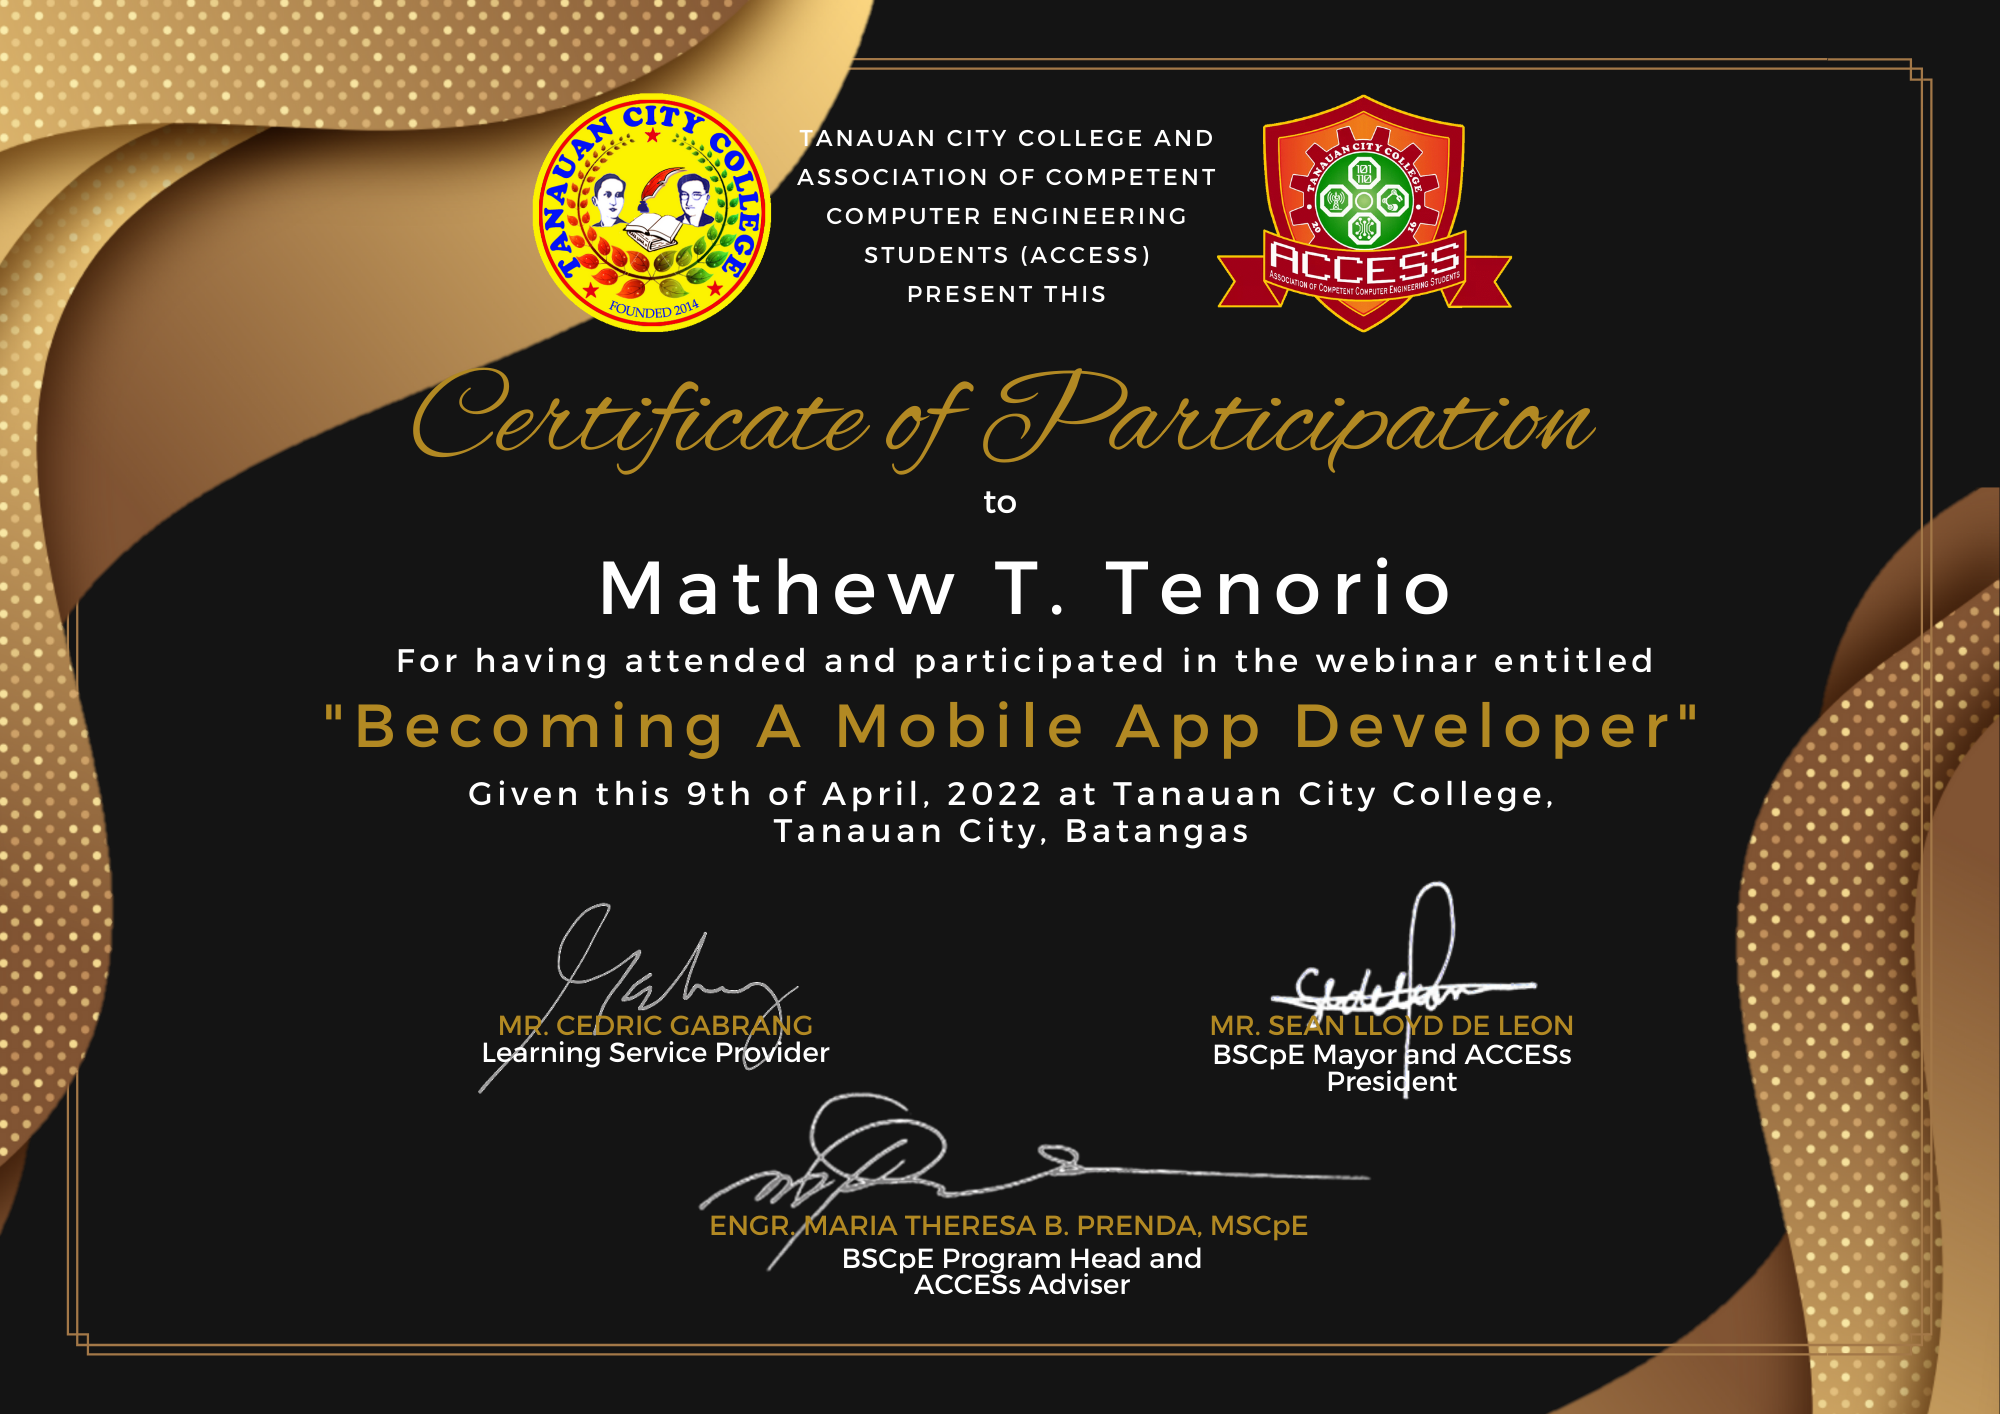 TANAUAN CITY COLLEGE
FOUNDED 2014
TANAUAN CITY COLLEGE AND
ASSOCIATION OF COMPETENT
COMPUTER ENGINEERING
STUDENTS (ACCESS)
PRESENT THIS
TANAUAN CITY COLLEGE
101
110
20 16
ACCESS
ASSOCIATION OF COMPETENT COMPUTER ENGINEERING STUDENTS
Certificate of Participation
to
Mathew T. Tenorio
For having attended and participated in the webinar entitled
"Becoming A Mobile App Developer"
Given this 9th of April, 2022 at Tanauan City College,
Tanauan City, Batangas
MR. CEDRIC GABRANG
Learning Service Provider
MR. SEAN LLOYD DE LEON
BSCpE Mayor and ACCESs
President
ENGR. MARIA THERESA B. PRENDA, MSCpE
BSCpE Program Head and
ACCESs Adviser